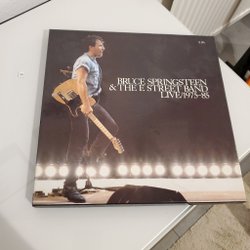 BRUCE SPRINGSTEEN
& THE E STREET BAND
LIVE/1975-85